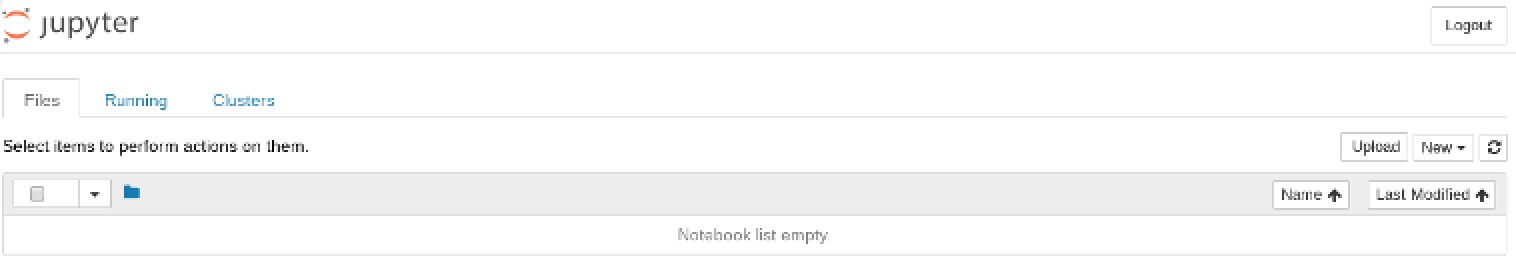 jupyter
Logout
Files Running Clusters
Select items to perform actions on them.
Upload New
Name Last Modified
Notebook list empty.